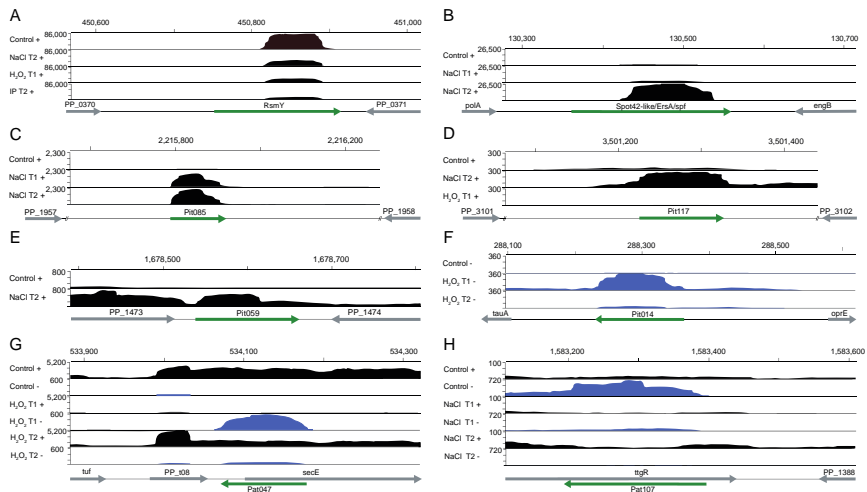 A
450,600 450,800 451,000
86,000
Control +
86,000
NaCl T2 +
86,000
H₂O₂ T1 +
86,000
IP T2 +
PP_0370 RsmY PP_0371
B
130,300 130,500 130,700
26,500
Control +
26,500
NaCl T1 +
26,500
NaCl T2 +
polA Spot42-like/ErsA/spf engB
C
2,215,800 2,216,200
2,300
Control +
2,300
NaCl T1 +
2,300
NaCl T2 +
PP_1957 Pit085 PP_1958
D
3,501,200 3,501,400
300
Control +
300
NaCl T2 +
300
H₂O₂ T1 +
PP_3101 Pit117 PP_3102
E
1,678,500 1,678,700
800
Control +
800
NaCl T2 +
PP_1473 Pit059 PP_1474
F
288,100 288,300 288,500
360
Control -
360
H₂O₂ T1 -
360
H₂O₂ T2 -
tauA Pit014 oprE
G
533,900 534,100 534,300
5,200
Control +
600
Control -
5,200
H₂O₂ T1 +
600
H₂O₂ T1 -
5,200
H₂O₂ T2 +
600
H₂O₂ T2 -
tuf PP_t08 secE
Pat047
H
1,583,200 1,583,400 1,583,600
100
Control +
720
Control -
100
NaCl T1 +
720
NaCl T1 -
100
NaCl T2 +
720
NaCl T2 -
ttgR PP_1388
Pat107